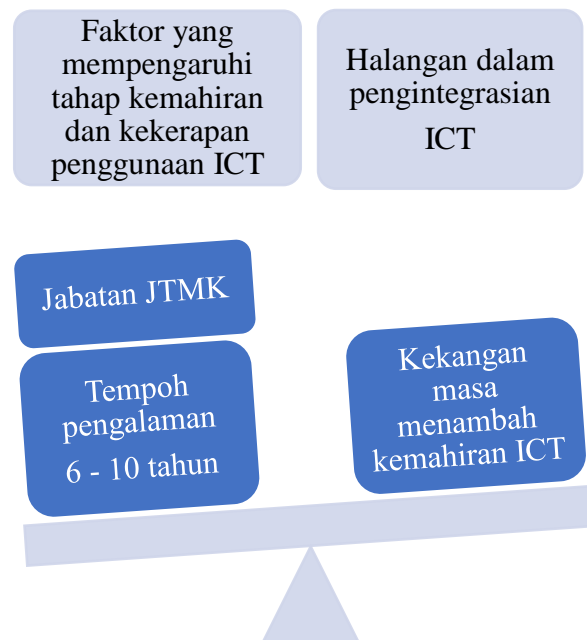 Faktor yang
mempengaruhi
tahap kemahiran
dan kekerapan
penggunaan ICT
Halangan dalam
pengintegrasian
ICT
Jabatan JTMK
Tempoh
pengalaman
6 - 10 tahun
Kekangan
masa
menambah
kemahiran ICT